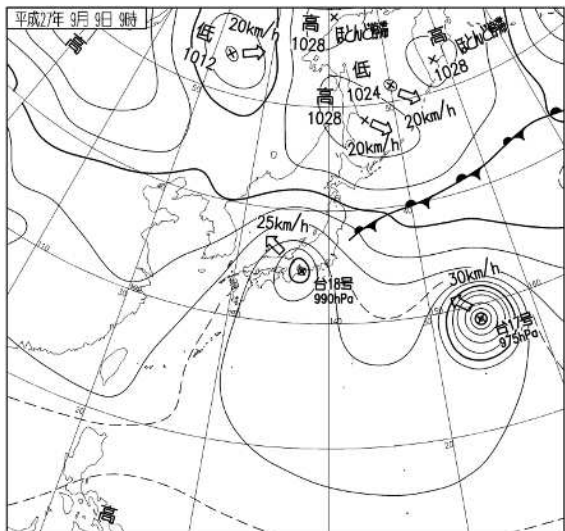 平成27年 9月 9日 9時
高
低
1012
20km/h
高
1028
ほとんど停滞
低
1024
20km/h
高
1028
ほとんど停滞
高
1028
20km/h
25km/h
台18号
990hPa
30km/h
台17号
975hPa
高
140
20